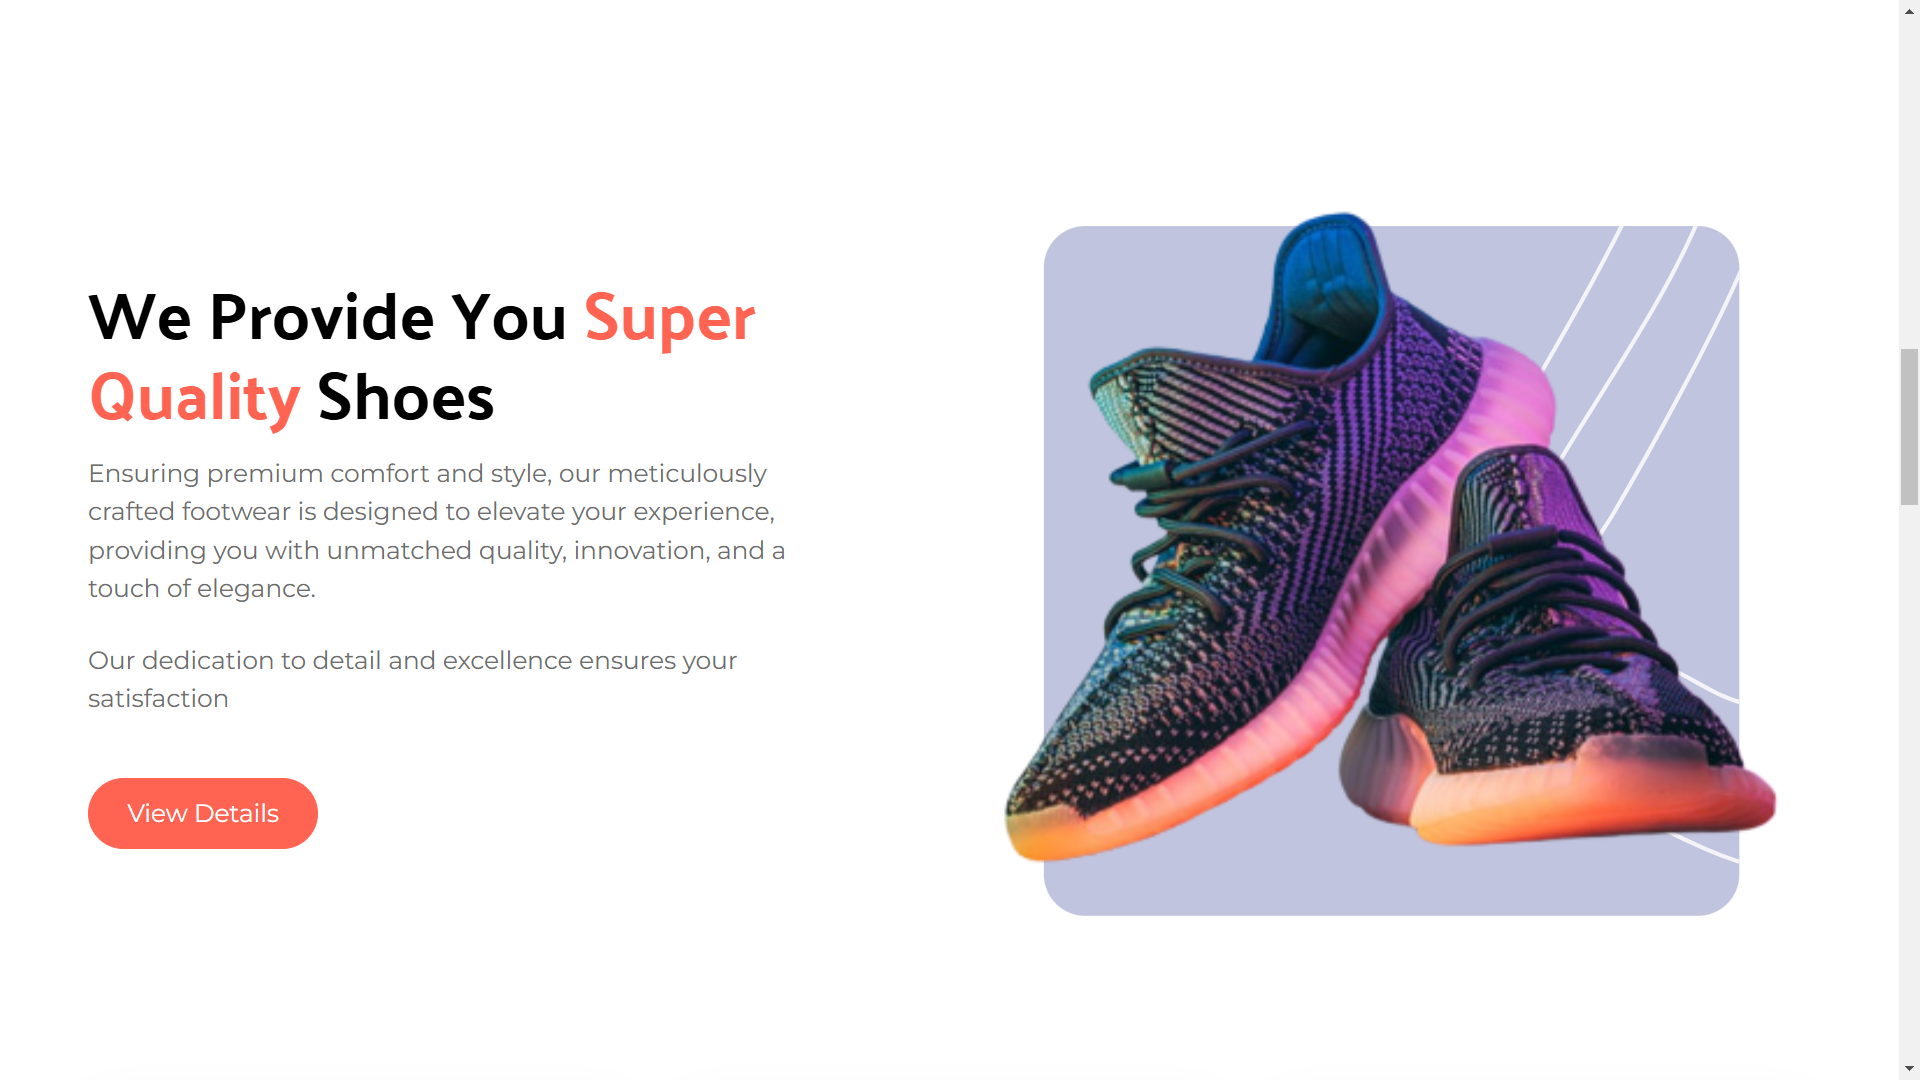 We Provide You Super
Quality Shoes
Ensuring premium comfort and style, our meticulously
crafted footwear is designed to elevate your experience,
providing you with unmatched quality, innovation, and a
touch of elegance.
Our dedication to detail and excellence ensures your
satisfaction
View Details